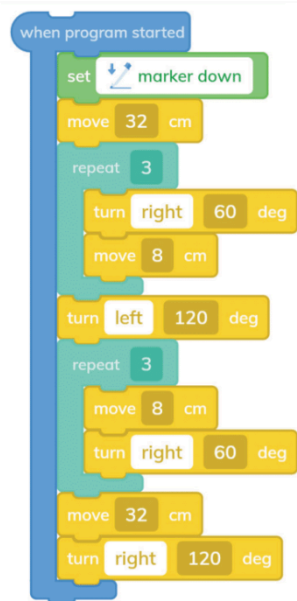 when program started
set marker down
move 32 cm
repeat 3
turn right 60 deg
move 8 cm
turn left 120 deg
repeat 3
move 8 cm
turn right 60 deg
move 32 cm
turn right 120 deg